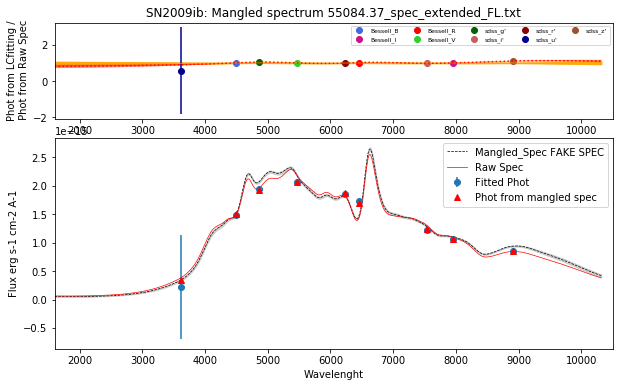 SN2009ib: Mangled spectrum 55084.37_spec_extended_FL.txt
Phot from LCfitting /
Phot from Raw Spec
2
0
−2
Bessell_B
Bessell_I
Bessell_R
Bessell_V
sdss_g'
sdss_i'
sdss_r'
sdss_u'
sdss_z'
2000 3000 4000 5000 6000 7000 8000 9000 10000
1e−15
Flux erg s-1 cm-2 A-1
2.5
2.0
1.5
1.0
0.5
0.0
−0.5
Mangled_Spec FAKE SPEC
Raw Spec
Fitted Phot
Phot from mangled spec
2000 3000 4000 5000 6000 7000 8000 9000 10000
Wavelenght